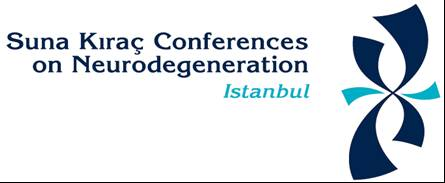 Suna Kıraç Conferences
on Neurodegeneration
Istanbul